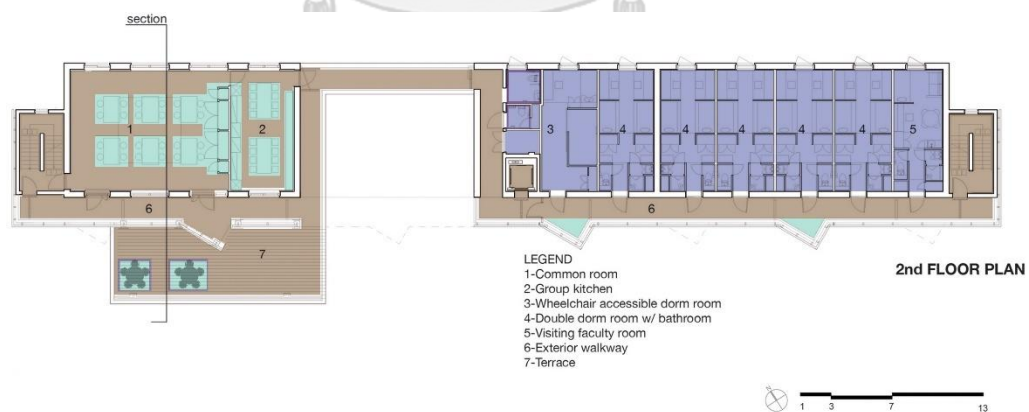 section
1
2
3
4
4
4
4
4
5
6
6
7
LEGEND
1-Common room
2-Group kitchen
3-Wheelchair accessible dorm room
4-Double dorm room w/ bathroom
5-Visiting faculty room
6-Exterior walkway
7-Terrace
2nd FLOOR PLAN
1 3 7 13